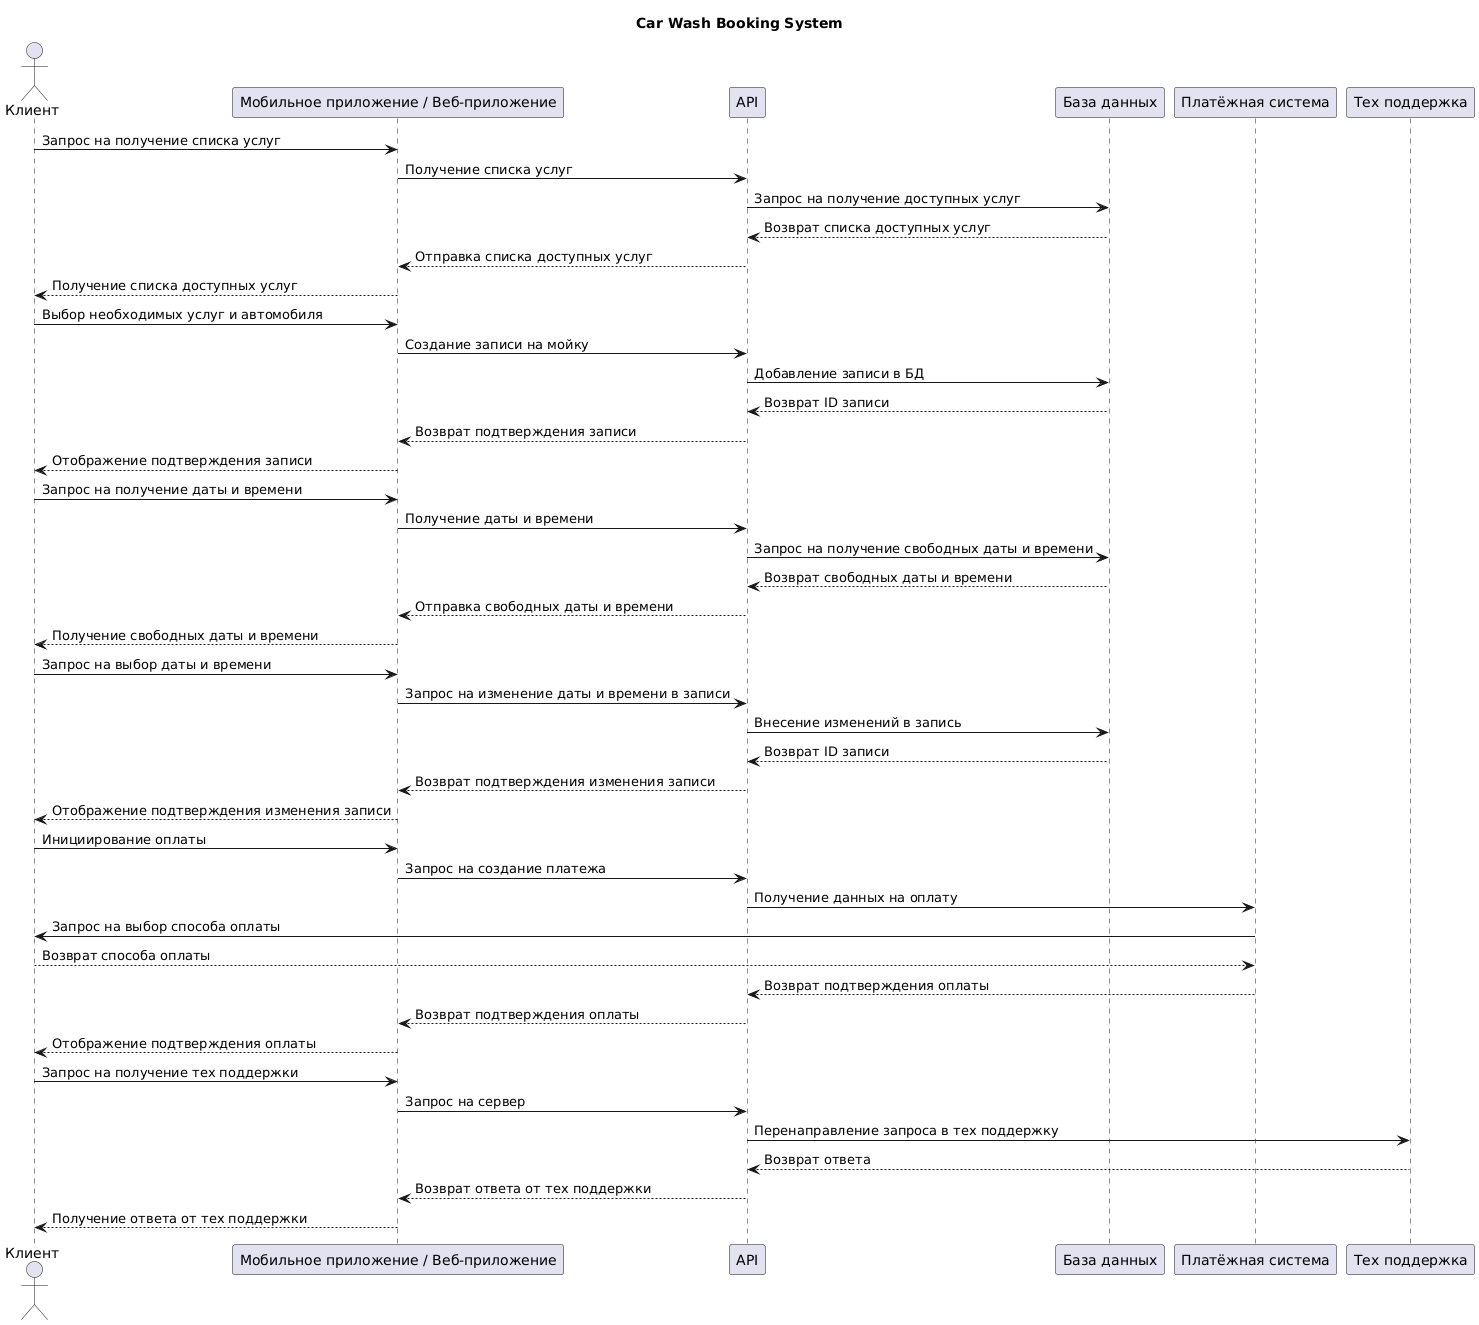 Car Wash Booking System
Клиент
Мобильное приложение / Веб-приложение
API
База данных
Платёжная система
Тех поддержка
Запрос на получение списка услуг
Получение списка услуг
Запрос на получение доступных услуг
Возврат списка доступных услуг
Отправка списка доступных услуг
Получение списка доступных услуг
Выбор необходимых услуг и автомобиля
Создание записи на мойку
Добавление записи в БД
Возврат ID записи
Возврат подтверждения записи
Отображение подтверждения записи
Запрос на получение даты и времени
Получение даты и времени
Запрос на получение свободных даты и времени
Возврат свободных даты и времени
Отправка свободных даты и времени
Получение свободных даты и времени
Запрос на выбор даты и времени
Запрос на изменение даты и времени в записи
Внесение изменений в запись
Возврат ID записи
Возврат подтверждения изменения записи
Отображение подтверждения изменения записи
Инициирование оплаты
Запрос на создание платежа
Получение данных на оплату
Запрос на выбор способа оплаты
Возврат способа оплаты
Возврат подтверждения оплаты
Возврат подтверждения оплаты
Отображение подтверждения оплаты
Запрос на получение тех поддержки
Запрос на сервер
Перенаправление запроса в тех поддержку
Возврат ответа
Возврат ответа от тех поддержки
Получение ответа от тех поддержки
Клиент
Мобильное приложение / Веб-приложение
API
База данных
Платёжная система
Тех поддержка